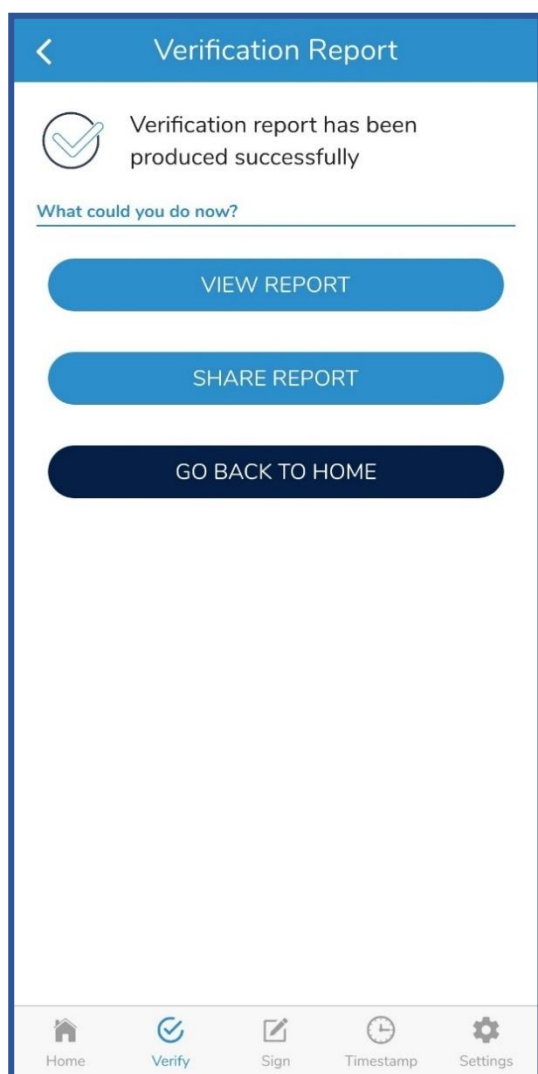 Verification Report
Verification report has been
produced successfully
What could you do now?
VIEW REPORT
SHARE REPORT
GO BACK TO HOME
Home Verify Sign Timestamp Settings